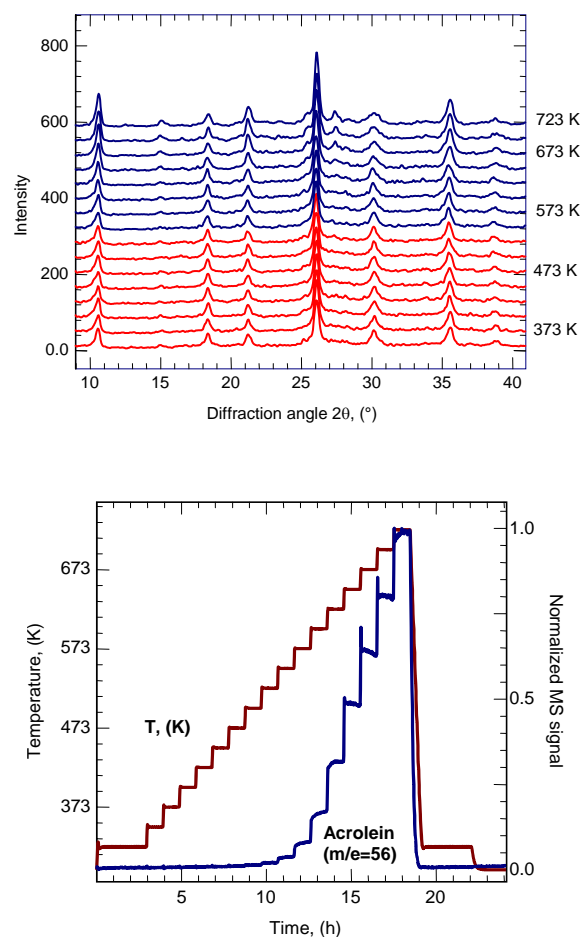 800
600
400
200
0.0
Intensity
723 K
673 K
573 K
473 K
373 K
10
15
20
25
30
35
40
Diffraction angle 2θ, (°)
673
573
473
373
Temperature, (K)
T, (K)
Acrolein
(m/e=56)
1.0
0.5
0.0
Normalized MS signal
5
10
15
20
Time, (h)